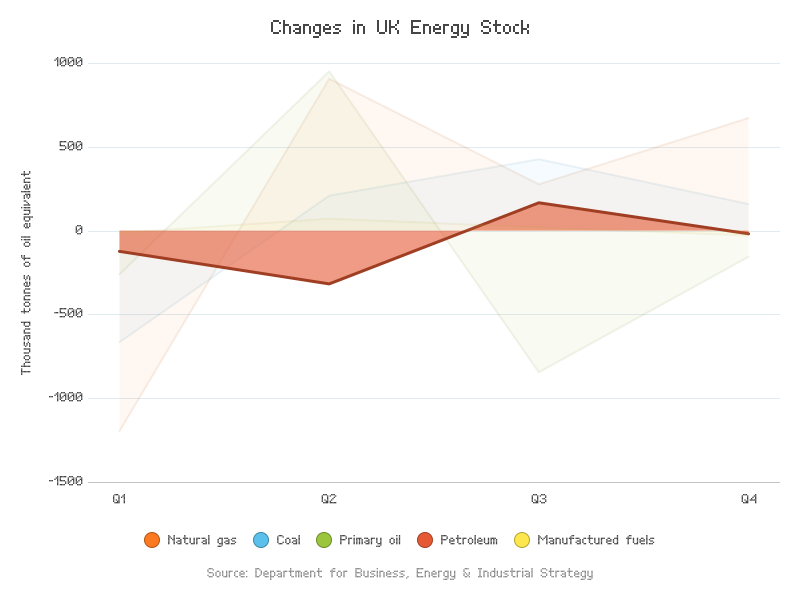 Changes in UK Energy Stock
Thousand tonnes of oil equivalent
1000
500
0
-500
-1000
-1500
Q1 Q2 Q3 Q4
Natural gas Coal Primary oil Petroleum Manufactured fuels
Source: Department for Business, Energy & Industrial Strategy